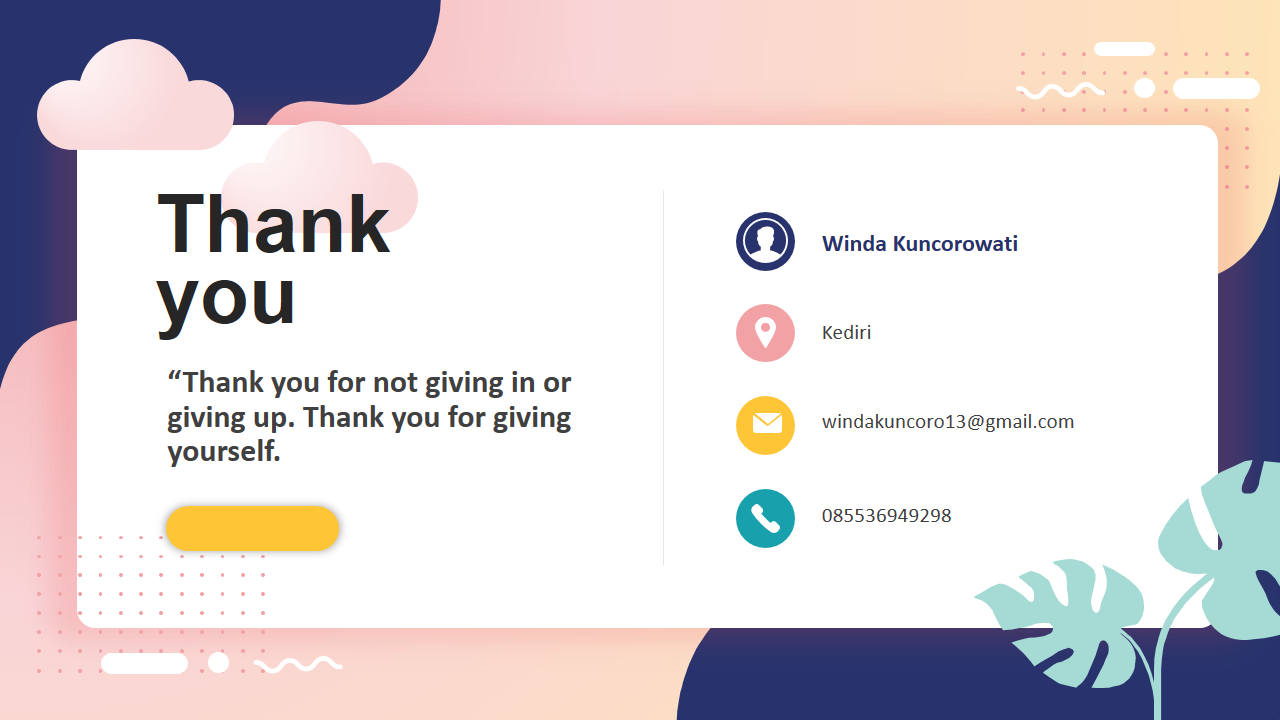 Thank
you
“Thank you for not giving in or
giving up. Thank you for giving
yourself.
Winda Kuncorowati
Kediri
windakuncoro13@gmail.com
085536949298